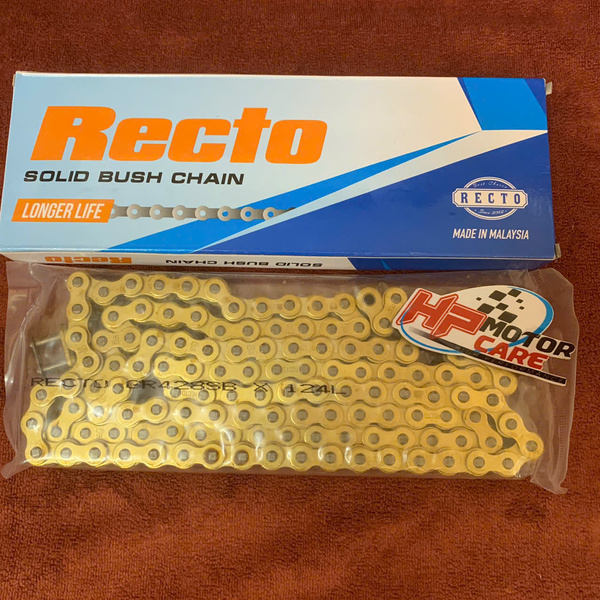 Recto
SOLID BUSH CHAIN
LONGER LIFE
RECTO
MADE IN MALAYSIA
Recto SOLID BUSH CHAIN
HP MOTOR
CARE
RECTO GR428SB X 124L